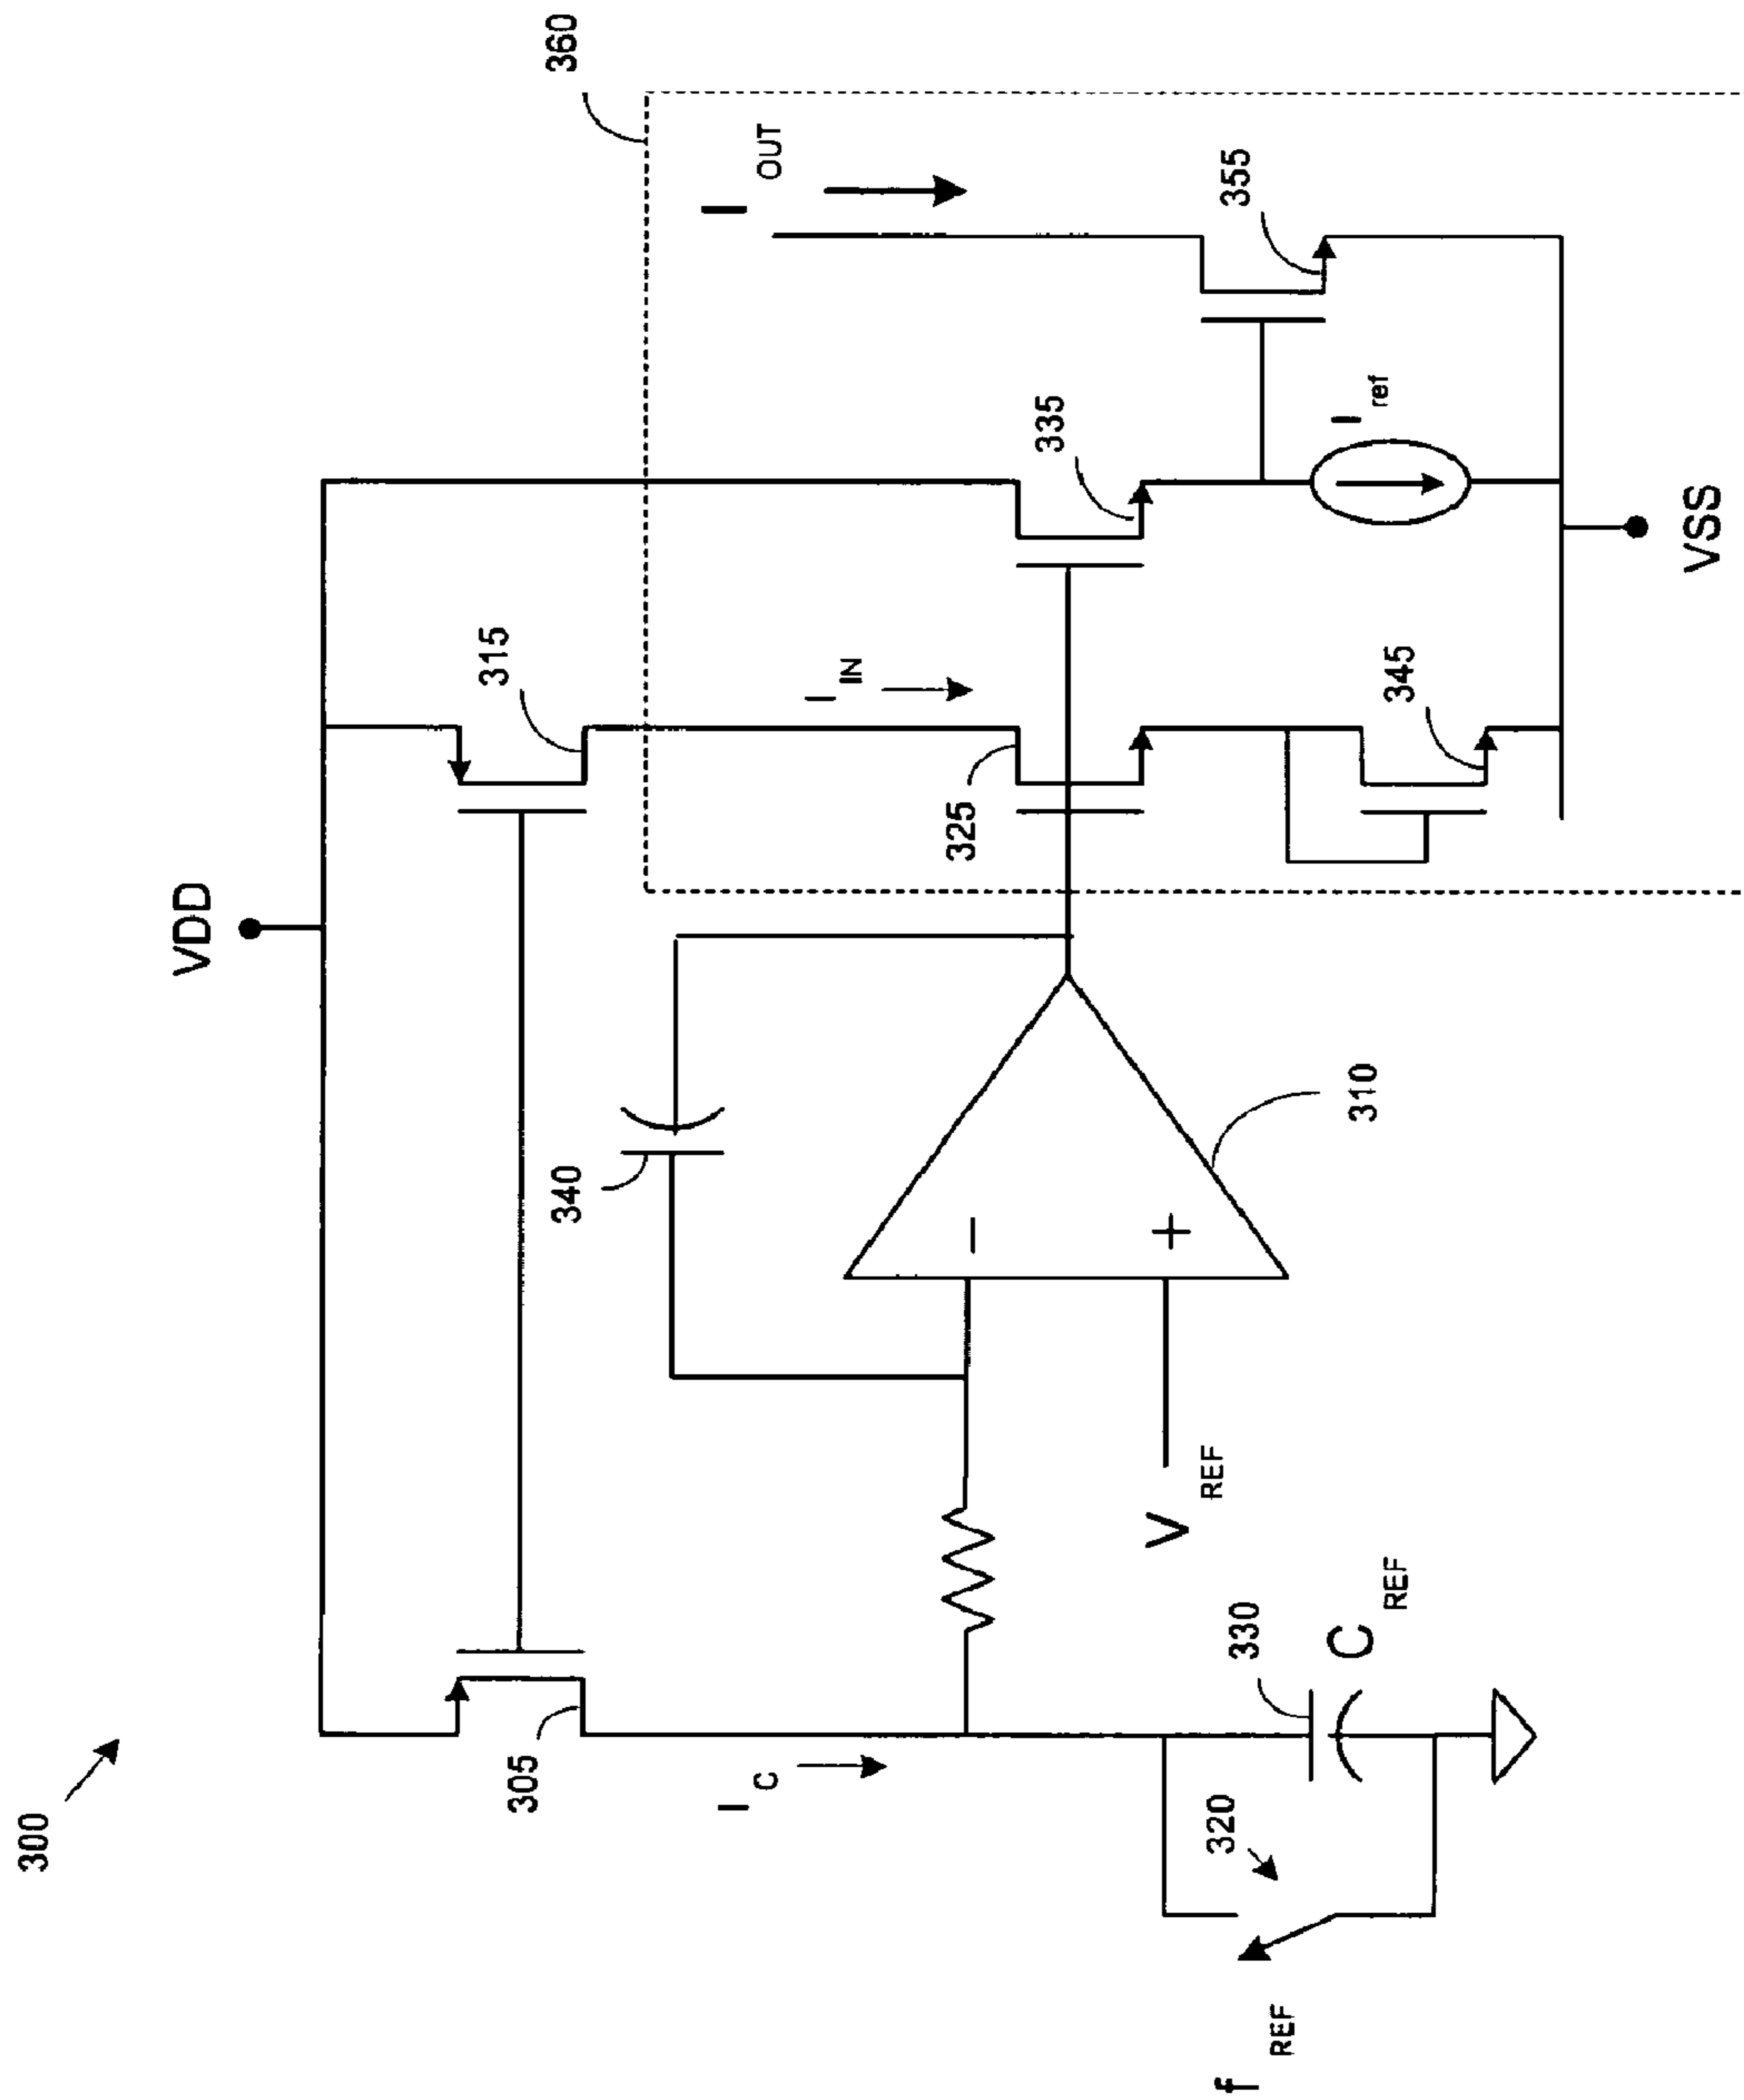 300
VDD
360
305
315
340
I C
I IN
I OUT
325
335
355
345
310
−
+
V REF
I ref
330
C REF
320
f REF
VSS